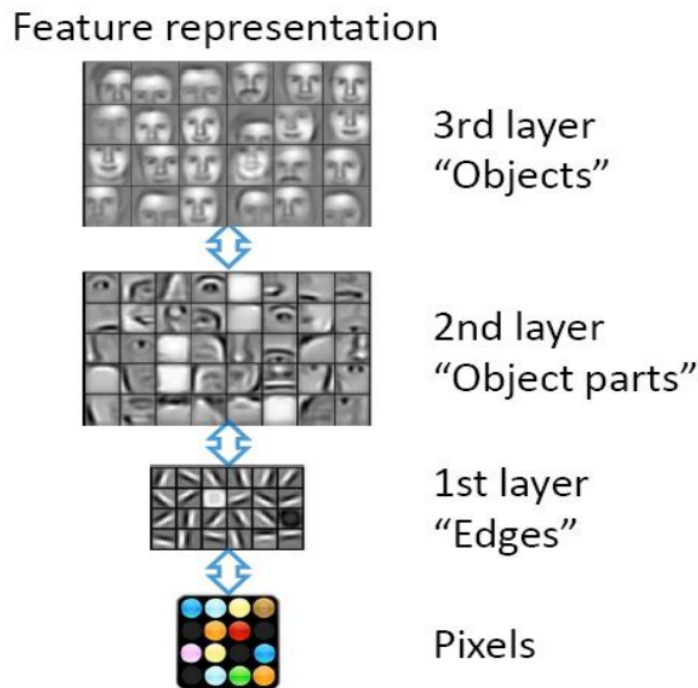 Feature representation
3rd layer
“Objects”
2nd layer
“Object parts”
1st layer
“Edges”
Pixels